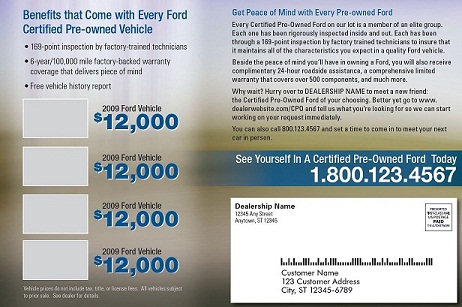 Benefits that Come with Every Ford
Certified Pre-owned Vehicle
• 169-point inspection by factory-trained technicians
• 6-year/100,000 mile factory-backed warranty
coverage that delivers piece of mind
• Free vehicle history report
2009 Ford Vehicle
$12,000
2009 Ford Vehicle
$12,000
2009 Ford Vehicle
$12,000
2009 Ford Vehicle
$12,000
Vehicle prices do not include tax, title, or license fees. All vehicles subject
to prior sale. See dealer for details.
Get Peace of Mind with Every Pre-owned Ford
Every Certified Pre-Owned Ford on our lot is a member of an elite group.
Each one has been rigorously inspected inside and out. Each has been
through a 169-point inspection by factory trained technicians to insure that
it maintains all of the characteristics you expect in a quality Ford vehicle.
Beside the peace of mind you'll have in owning a Ford, you will also receive
complimentary 24-hour roadside assistance, a comprehensive limited
warranty that covers over 500 components, and much more.
Why wait? Hurry over to DEALERSHIP NAME to meet a new friend:
the Certified Pre-Owned Ford of your choosing. Better yet go to www.
dealerwebsite.com/CPO and tell us what you're looking for so we can start
working on your request immediately.
You can also call 800.123.4567 and set a time to come in to meet your next
car in person.
See Yourself In A Certified Pre-Owned Ford Today
1.800.123.4567
Dealership Name
12345 Any Street
Anytown, ST 12345
PAID
Customer Name
123 Customer Address
City, ST 12345-6789